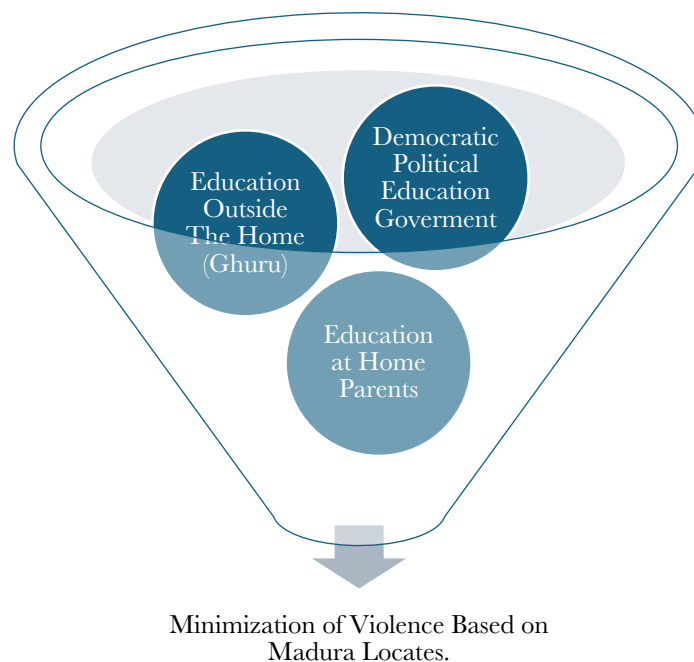 Democratic
Political
Education
Goverment
Education
Outside
The Home
(Ghuru)
Education
at Home
Parents
Minimization of Violence Based on
Madura Locates.